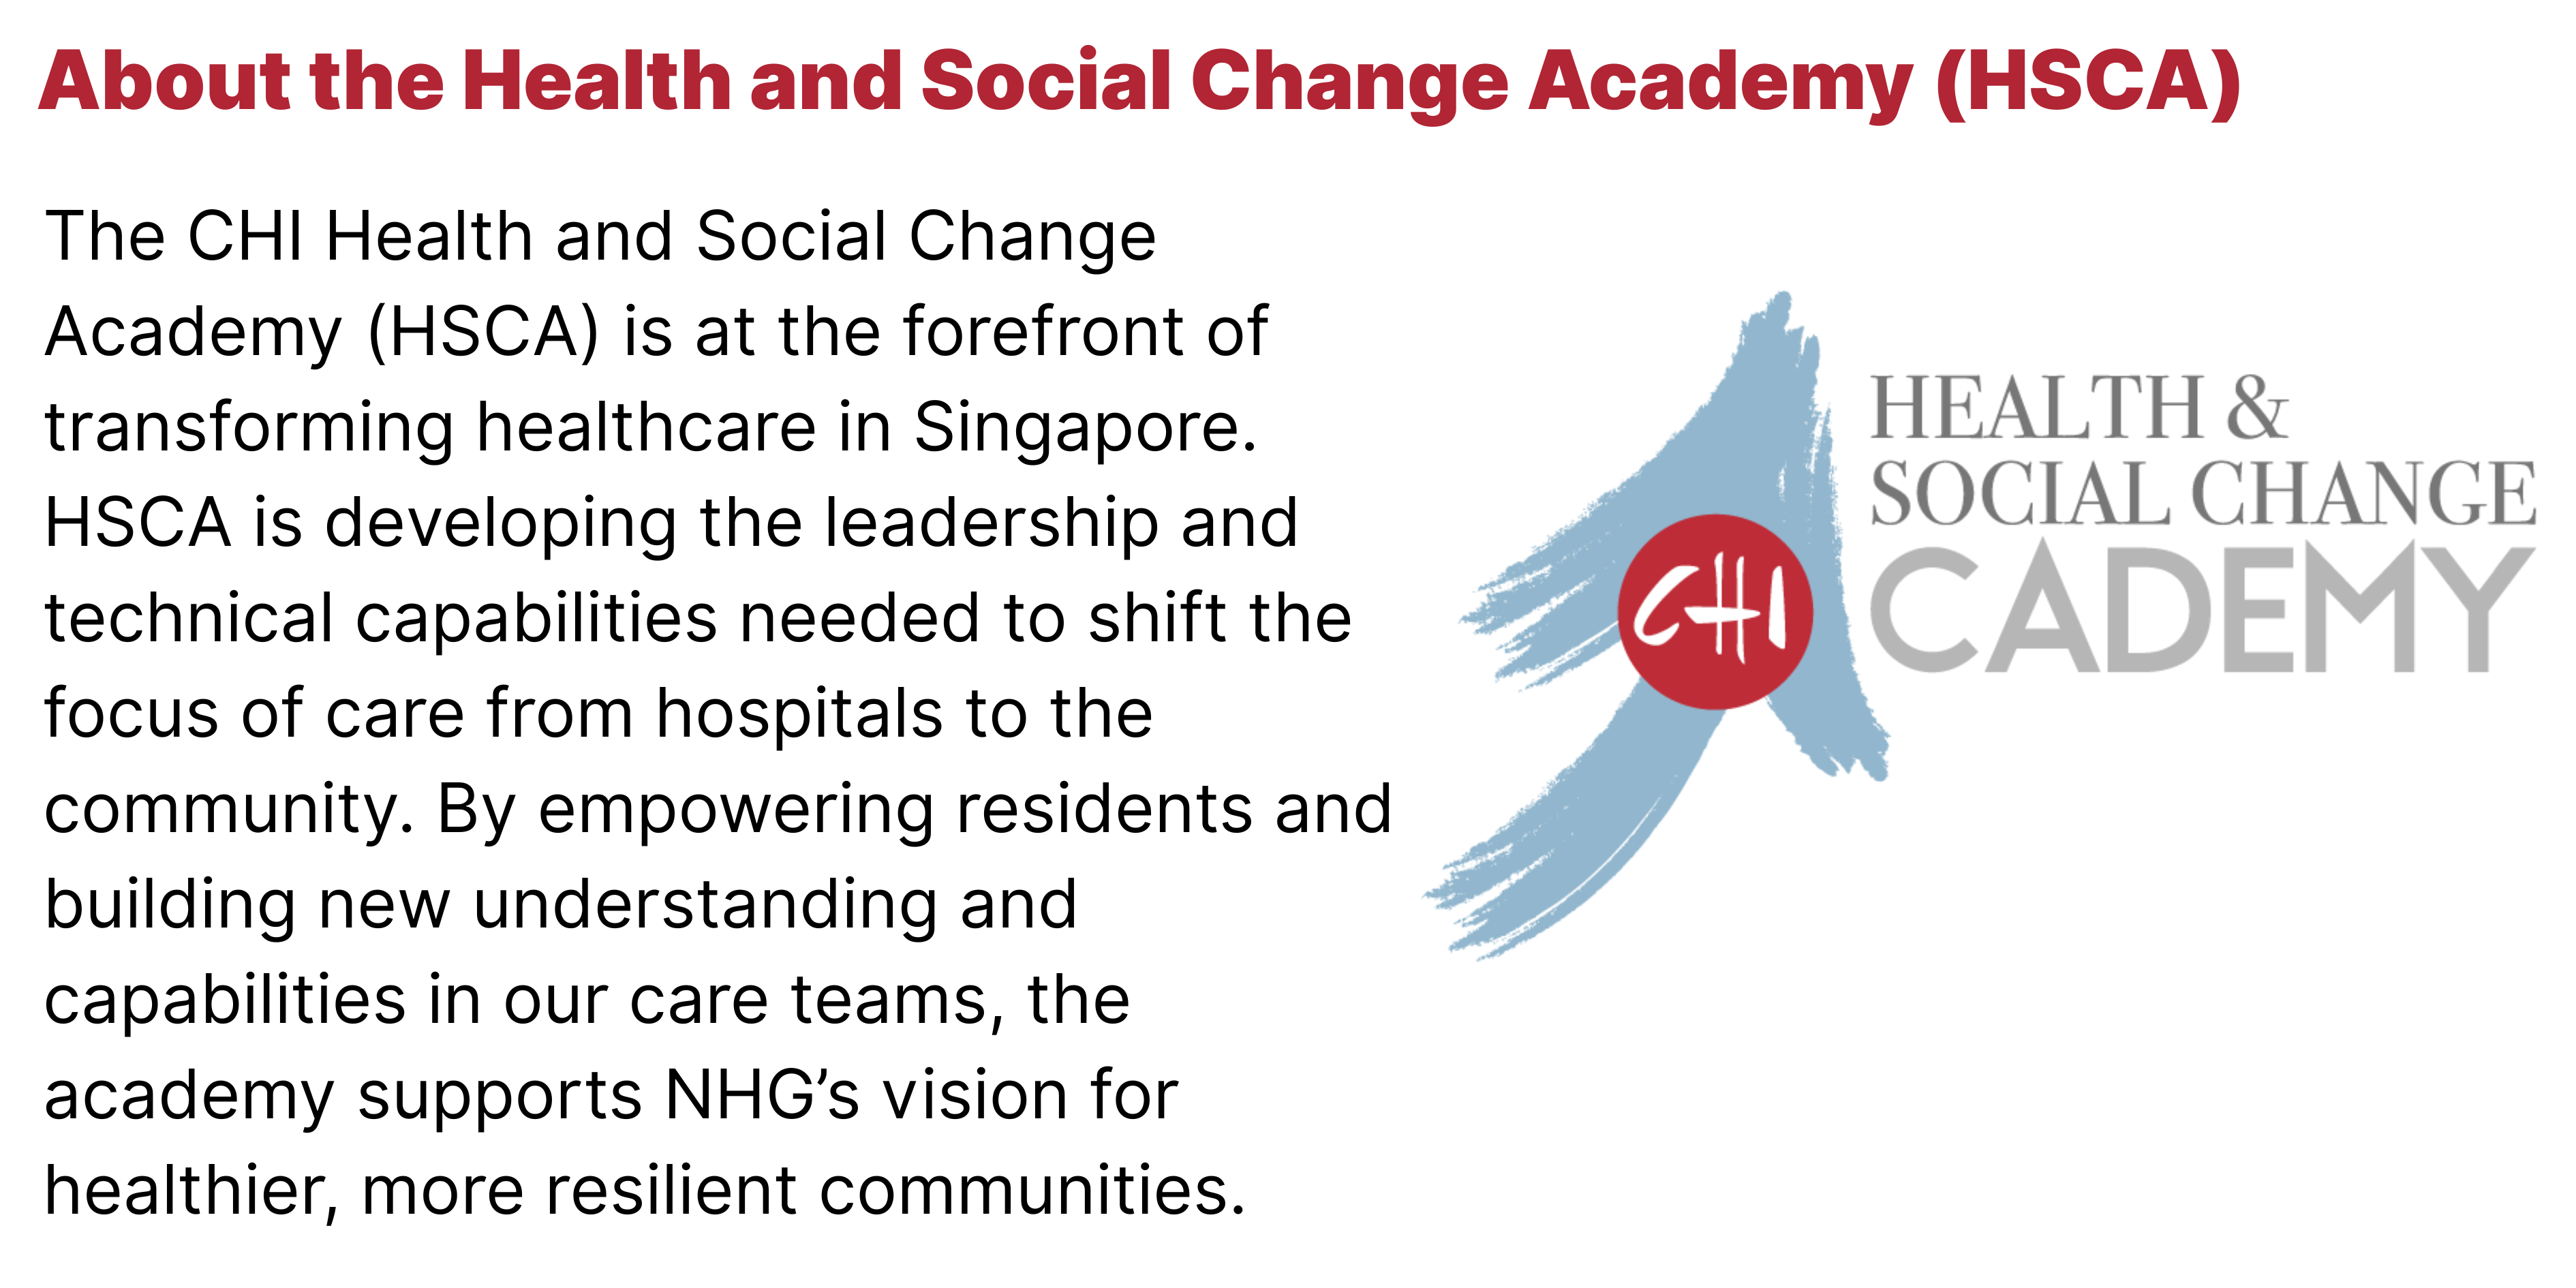 About the Health and Social Change Academy (HSCA)
The CHI Health and Social Change
Academy (HSCA) is at the forefront of
transforming healthcare in Singapore.
HSCA is developing the leadership and
technical capabilities needed to shift the
focus of care from hospitals to the
community. By empowering residents and
building new understanding and
capabilities in our care teams, the
academy supports NHG’s vision for
healthier, more resilient communities.
CHI
HEALTH &
SOCIAL CHANGE
CADEMY